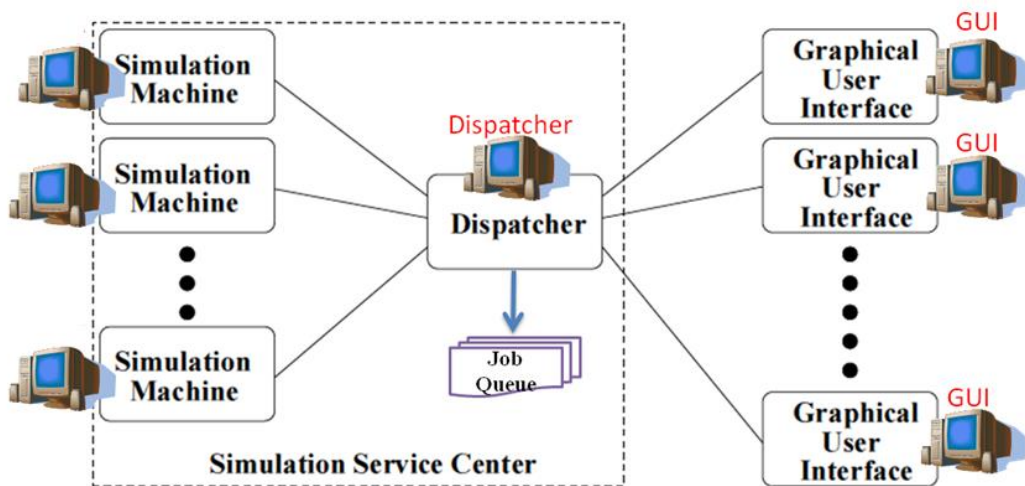 Simulation
Machine
Simulation
Machine
Simulation
Machine
Dispatcher
Dispatcher
Job
Queue
Simulation Service Center
GUI
Graphical
User
Interface
GUI
Graphical
User
Interface
GUI
Graphical
User
Interface